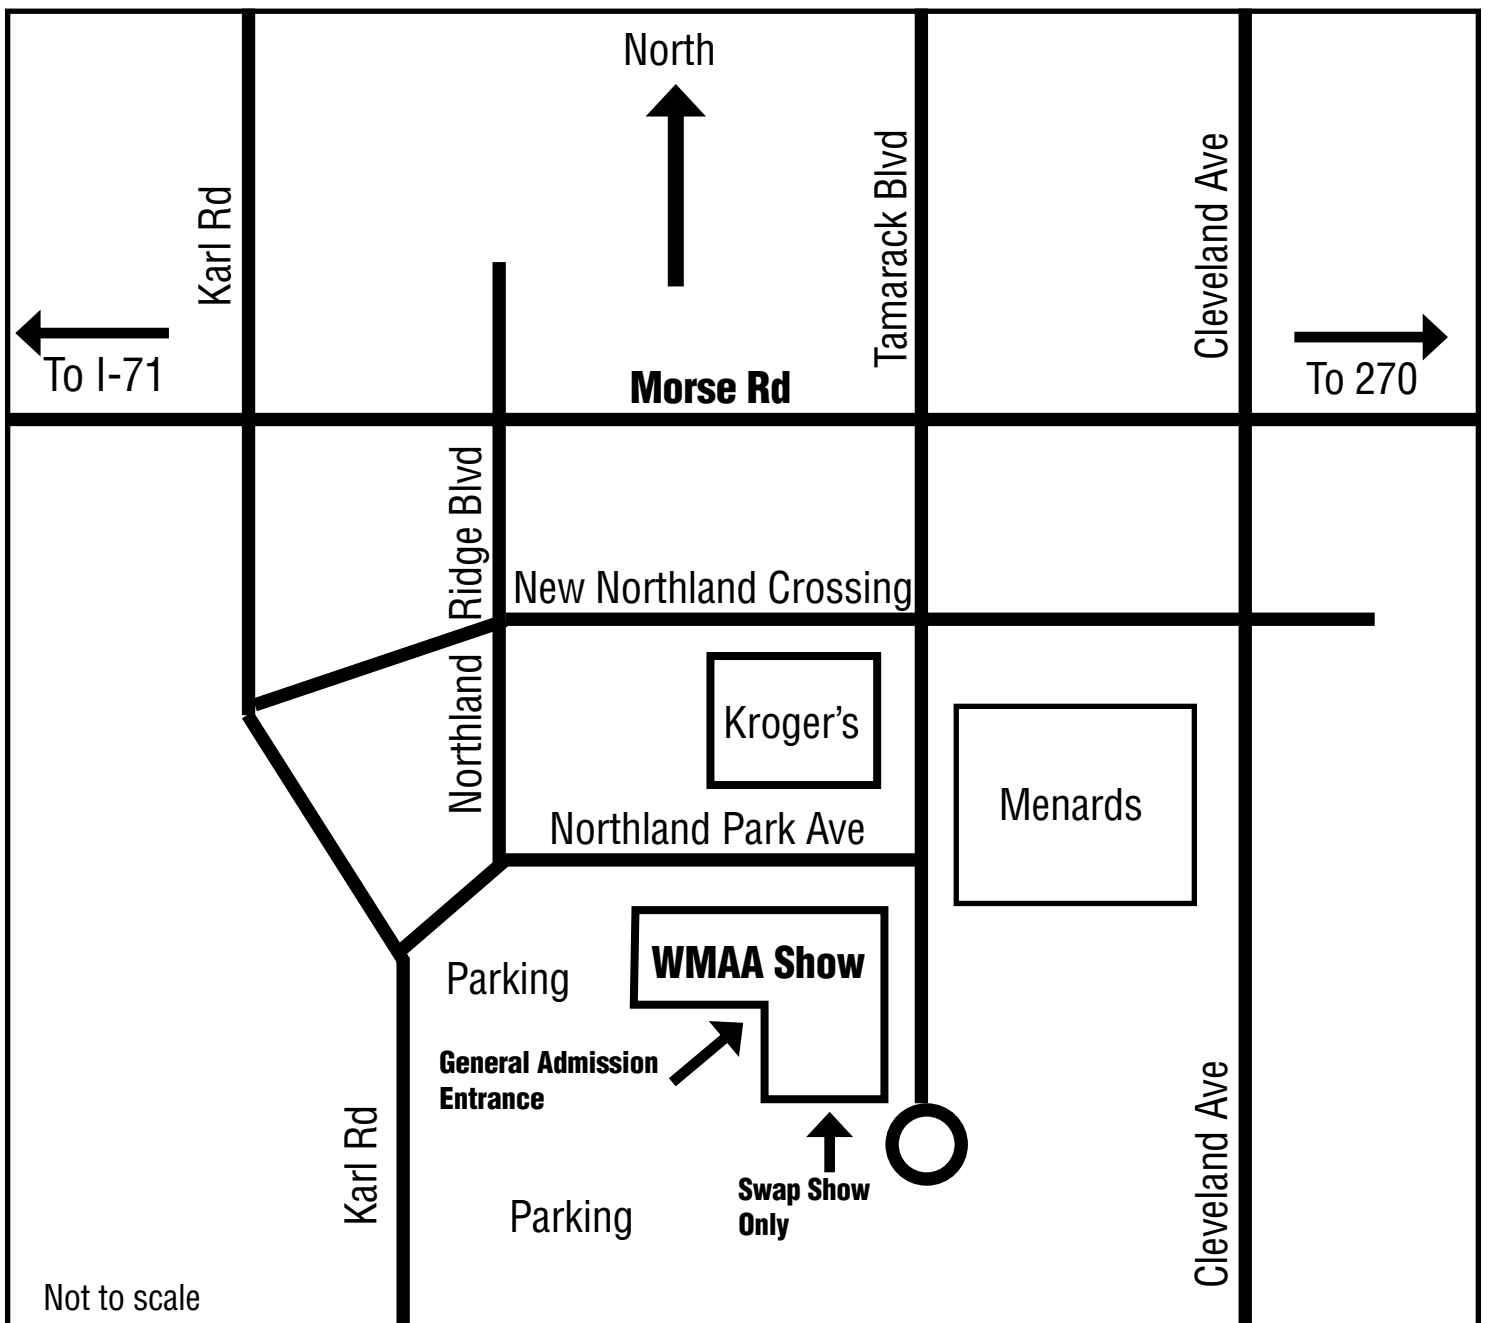 North
Karl Rd
Tamarack Blvd
Cleveland Ave
To I-71
Morse Rd
To 270
Northland Ridge Blvd
New Northland Crossing
Kroger’s
Menards
Northland Park Ave
WMAA Show
Parking
General Admission
Entrance
Karl Rd
Swap Show
Only
Parking
Cleveland Ave
Not to scale